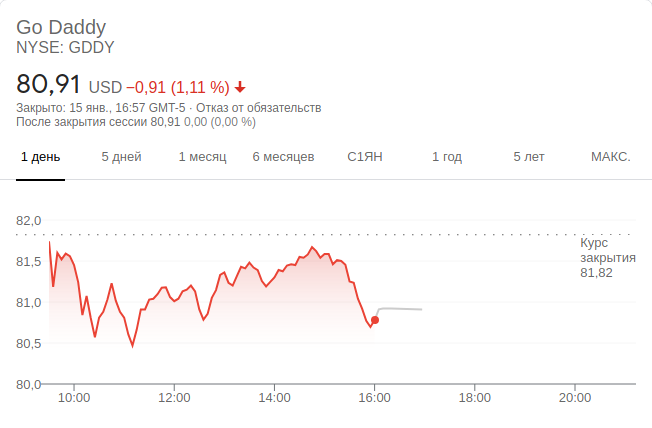 Go Daddy
NYSE: GDDY
80,91 USD −0,91 (1,11 %)
Закрыто: 15 янв., 16:57 GMT-5 · Отказ от обязательств
После закрытия сессии 80,91 0,00 (0,00 %)
1 день 5 дней 1 месяц 6 месяцев С1ЯН 1 год 5 лет МАКС.
82,0
Курс
закрытия
81,82
81,5
81,0
80,5
80,0
10:00 12:00 14:00 16:00 18:00 20:00